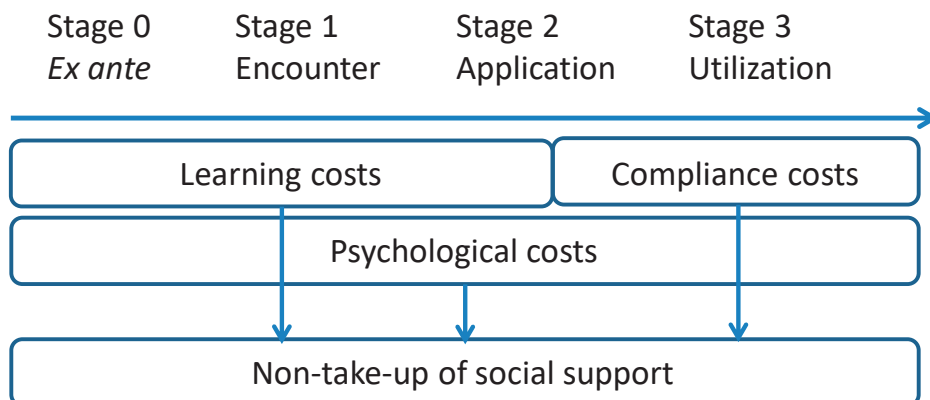 Stage 0 Stage 1 Stage 2 Stage 3
Ex ante Encounter Application Utilization
Learning costs Compliance costs
Psychological costs
Non-take-up of social support